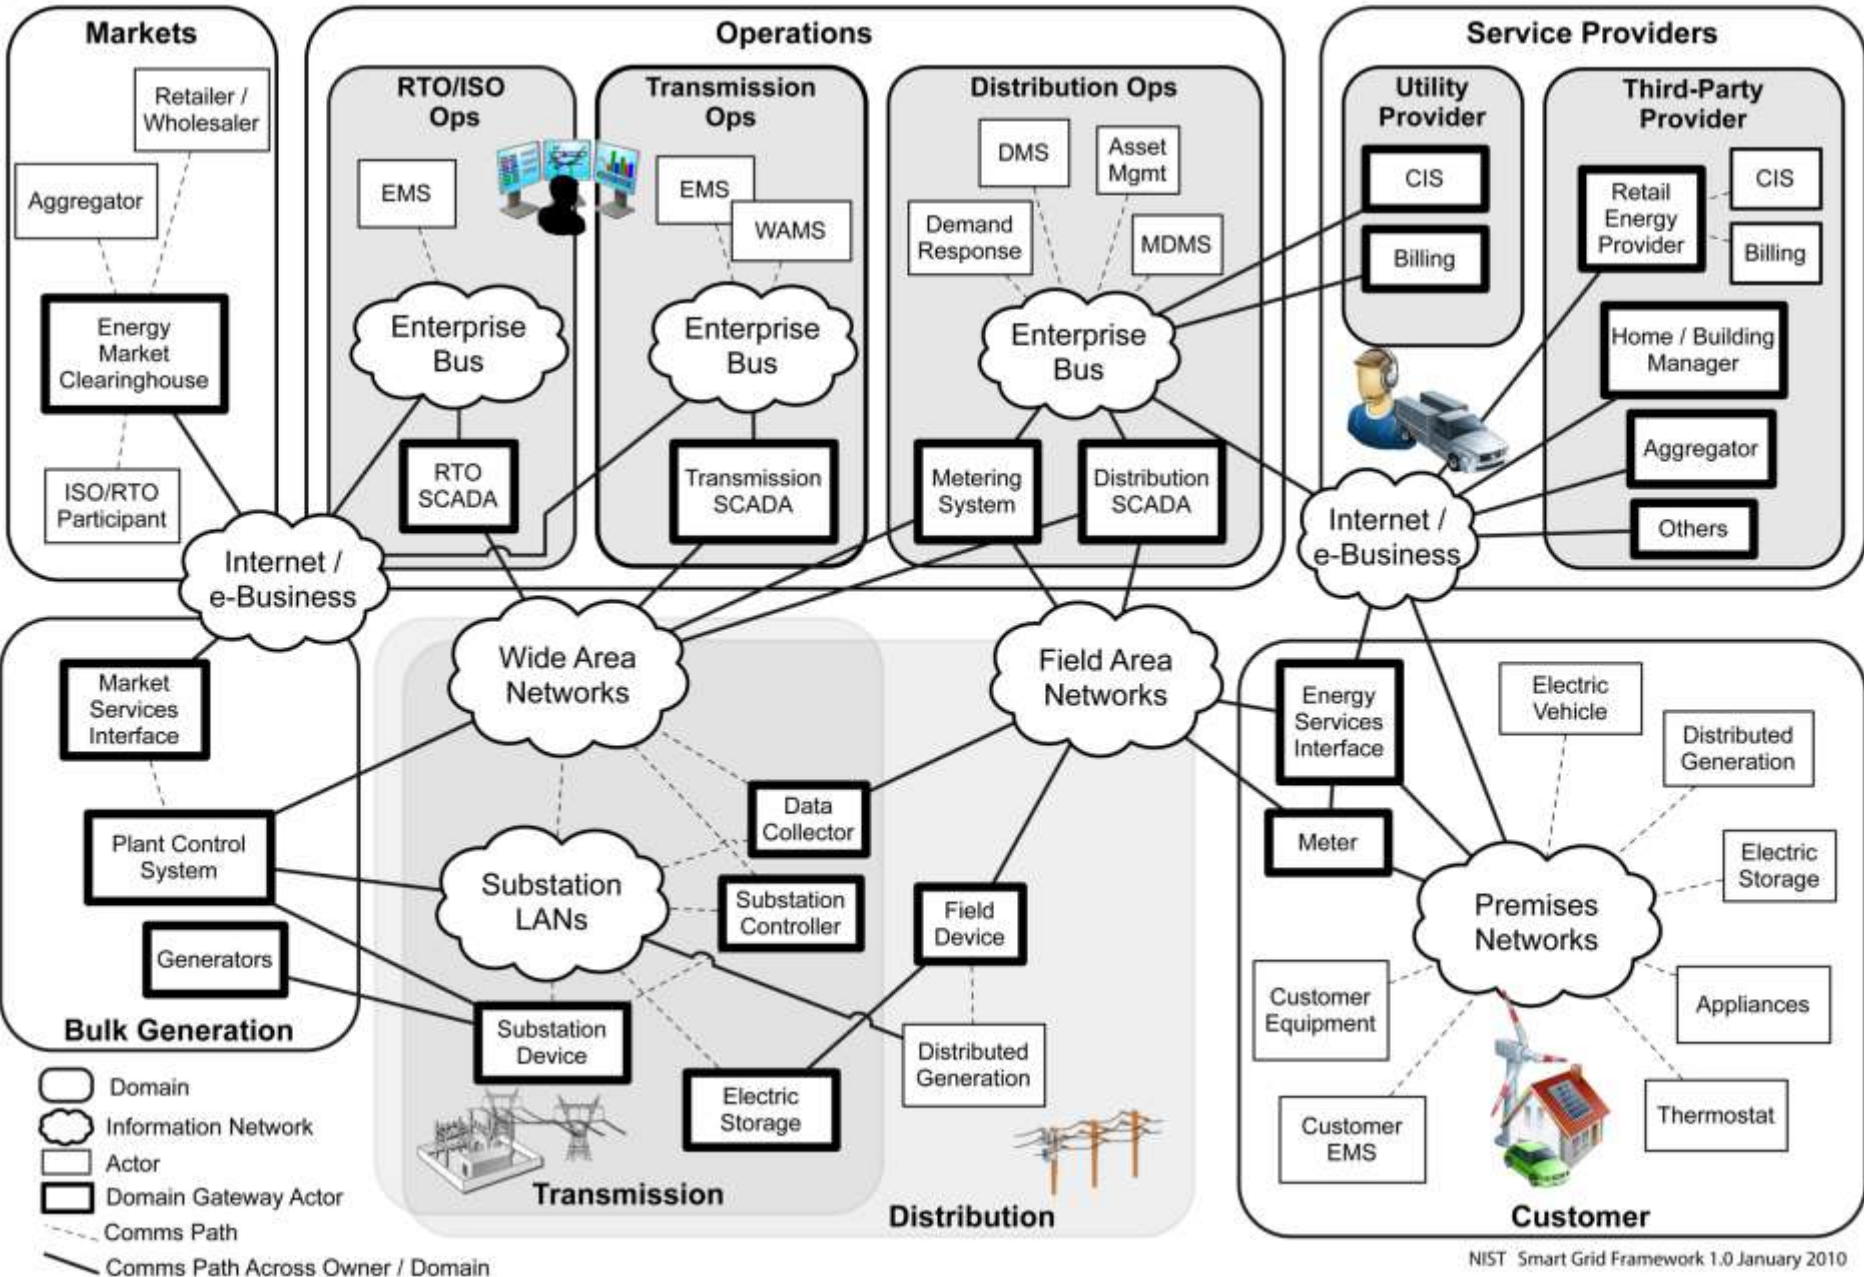 Markets
Retailer /
Wholesaler
Aggregator
Energy
Market
Clearinghouse
ISO/RTO
Participant
Operations
RTO/ISO
Ops
EMS
Enterprise
Bus
RTO
SCADA
Transmission
Ops
EMS
WAMS
Enterprise
Bus
Transmission
SCADA
Distribution Ops
DMS
Asset
Mgmt
Demand
Response
MDMS
Enterprise
Bus
Metering
System
Distribution
SCADA
Service Providers
Utility
Provider
CIS
Billing
Third-Party
Provider
Retail
Energy
Provider
CIS
Billing
Home / Building
Manager
Aggregator
Others
Internet /
e-Business
Internet /
e-Business
Wide Area
Networks
Field Area
Networks
Market
Services
Interface
Plant Control
System
Generators
Bulk Generation
Data
Collector
Substation
LANs
Substation
Controller
Field
Device
Substation
Device
Electric
Storage
Distributed
Generation
Transmission
Distribution
Energy
Services
Interface
Meter
Electric
Vehicle
Distributed
Generation
Electric
Storage
Premises
Networks
Customer
Equipment
Appliances
Customer
EMS
Thermostat
Customer
Domain
Information Network
Actor
Domain Gateway Actor
Comms Path
Comms Path Across Owner / Domain
NIST Smart Grid Framework 1.0 January 2010